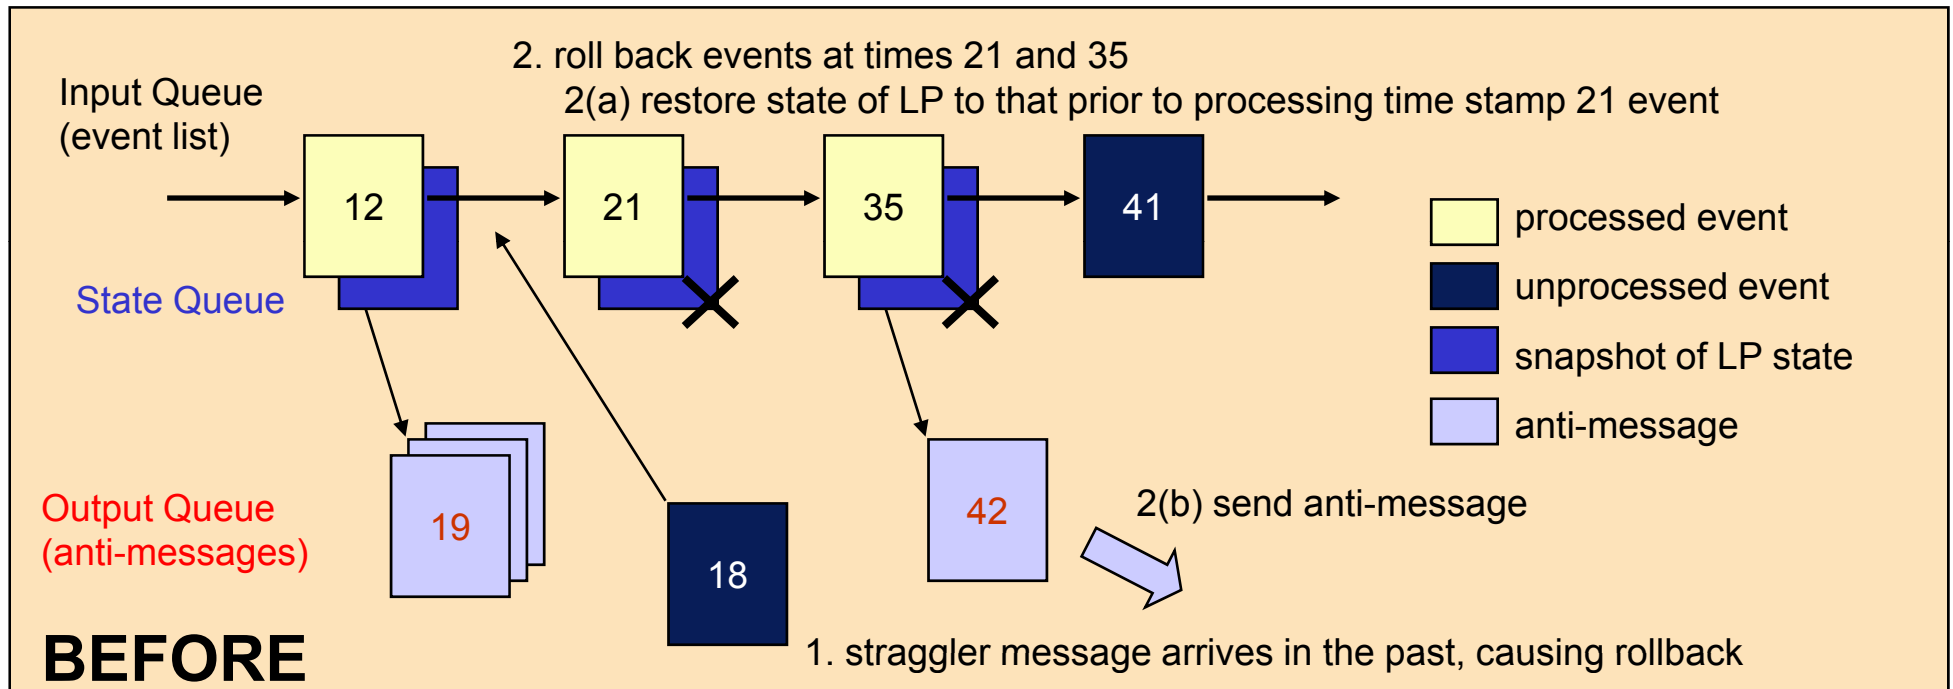 2. roll back events at times 21 and 35
2(a) restore state of LP to that prior to processing time stamp 21 event
Input Queue
(event list)
12
21
35
41
processed event
unprocessed event
snapshot of LP state
anti-message
State Queue
Output Queue
(anti-messages)
19
18
42
2(b) send anti-message
1. straggler message arrives in the past, causing rollback
BEFORE